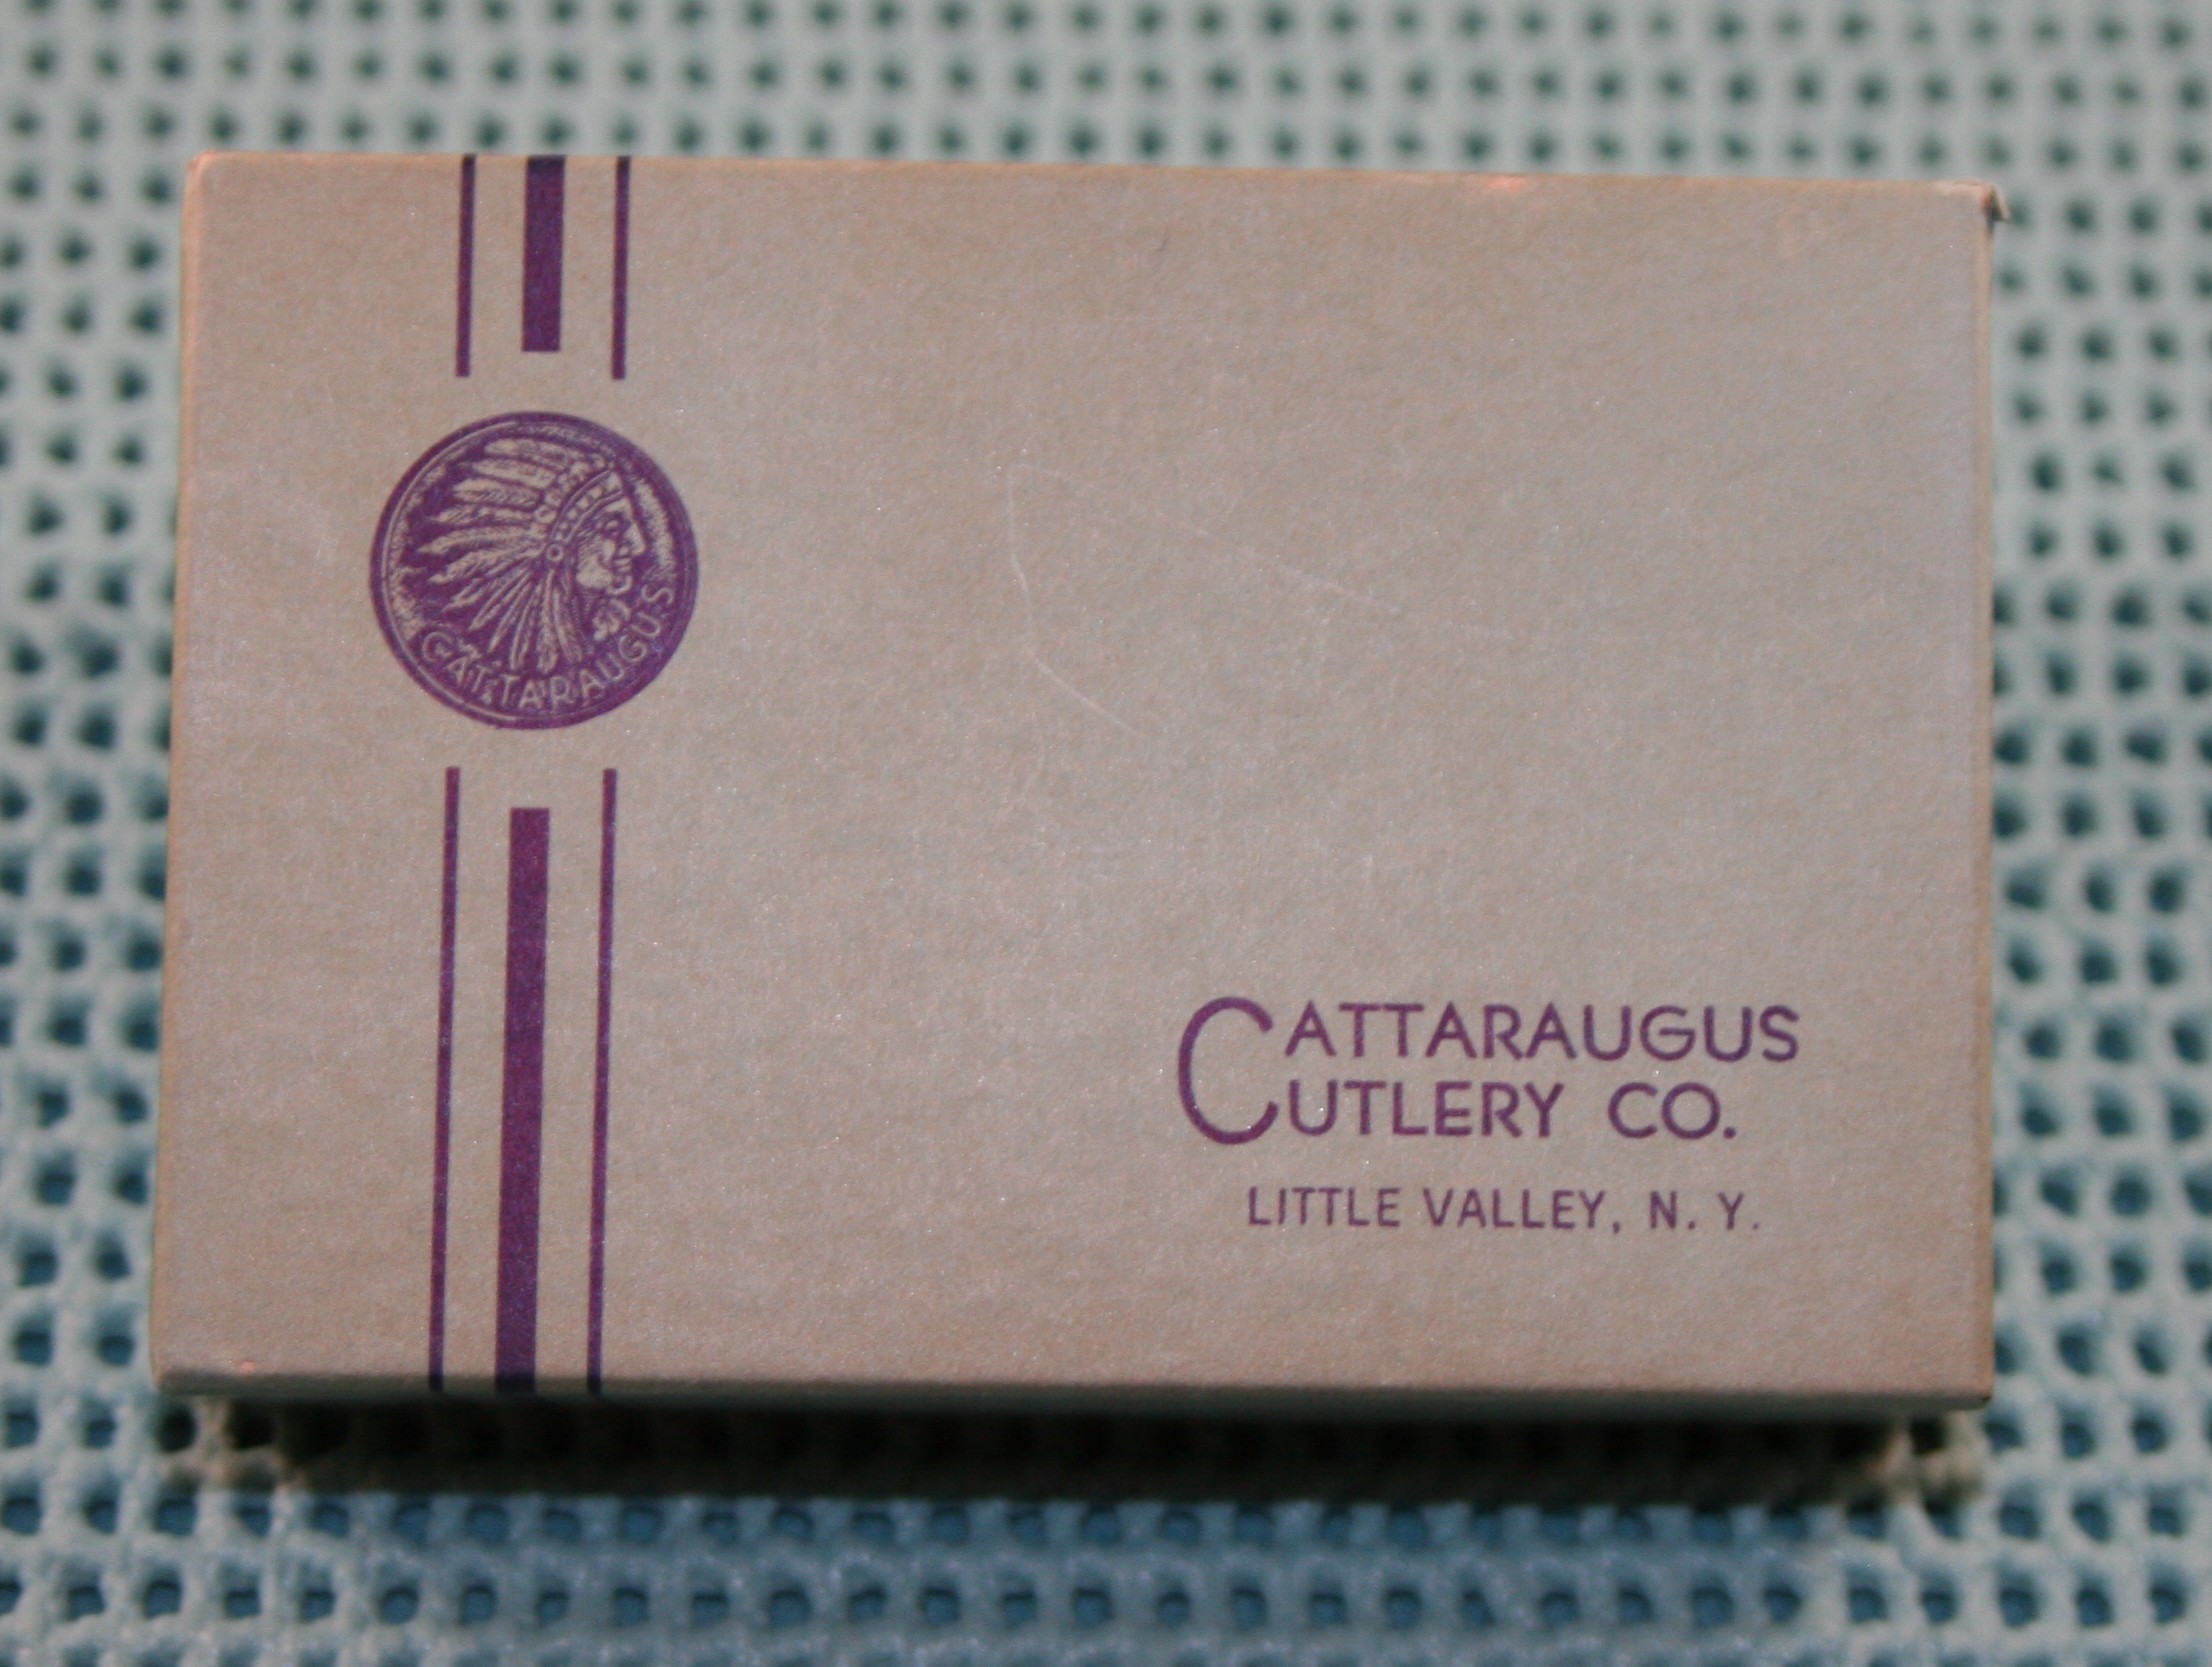 CATTARAUGUS
CATTARAUGUS
CUTLERY CO.
LITTLE VALLEY, N. Y.